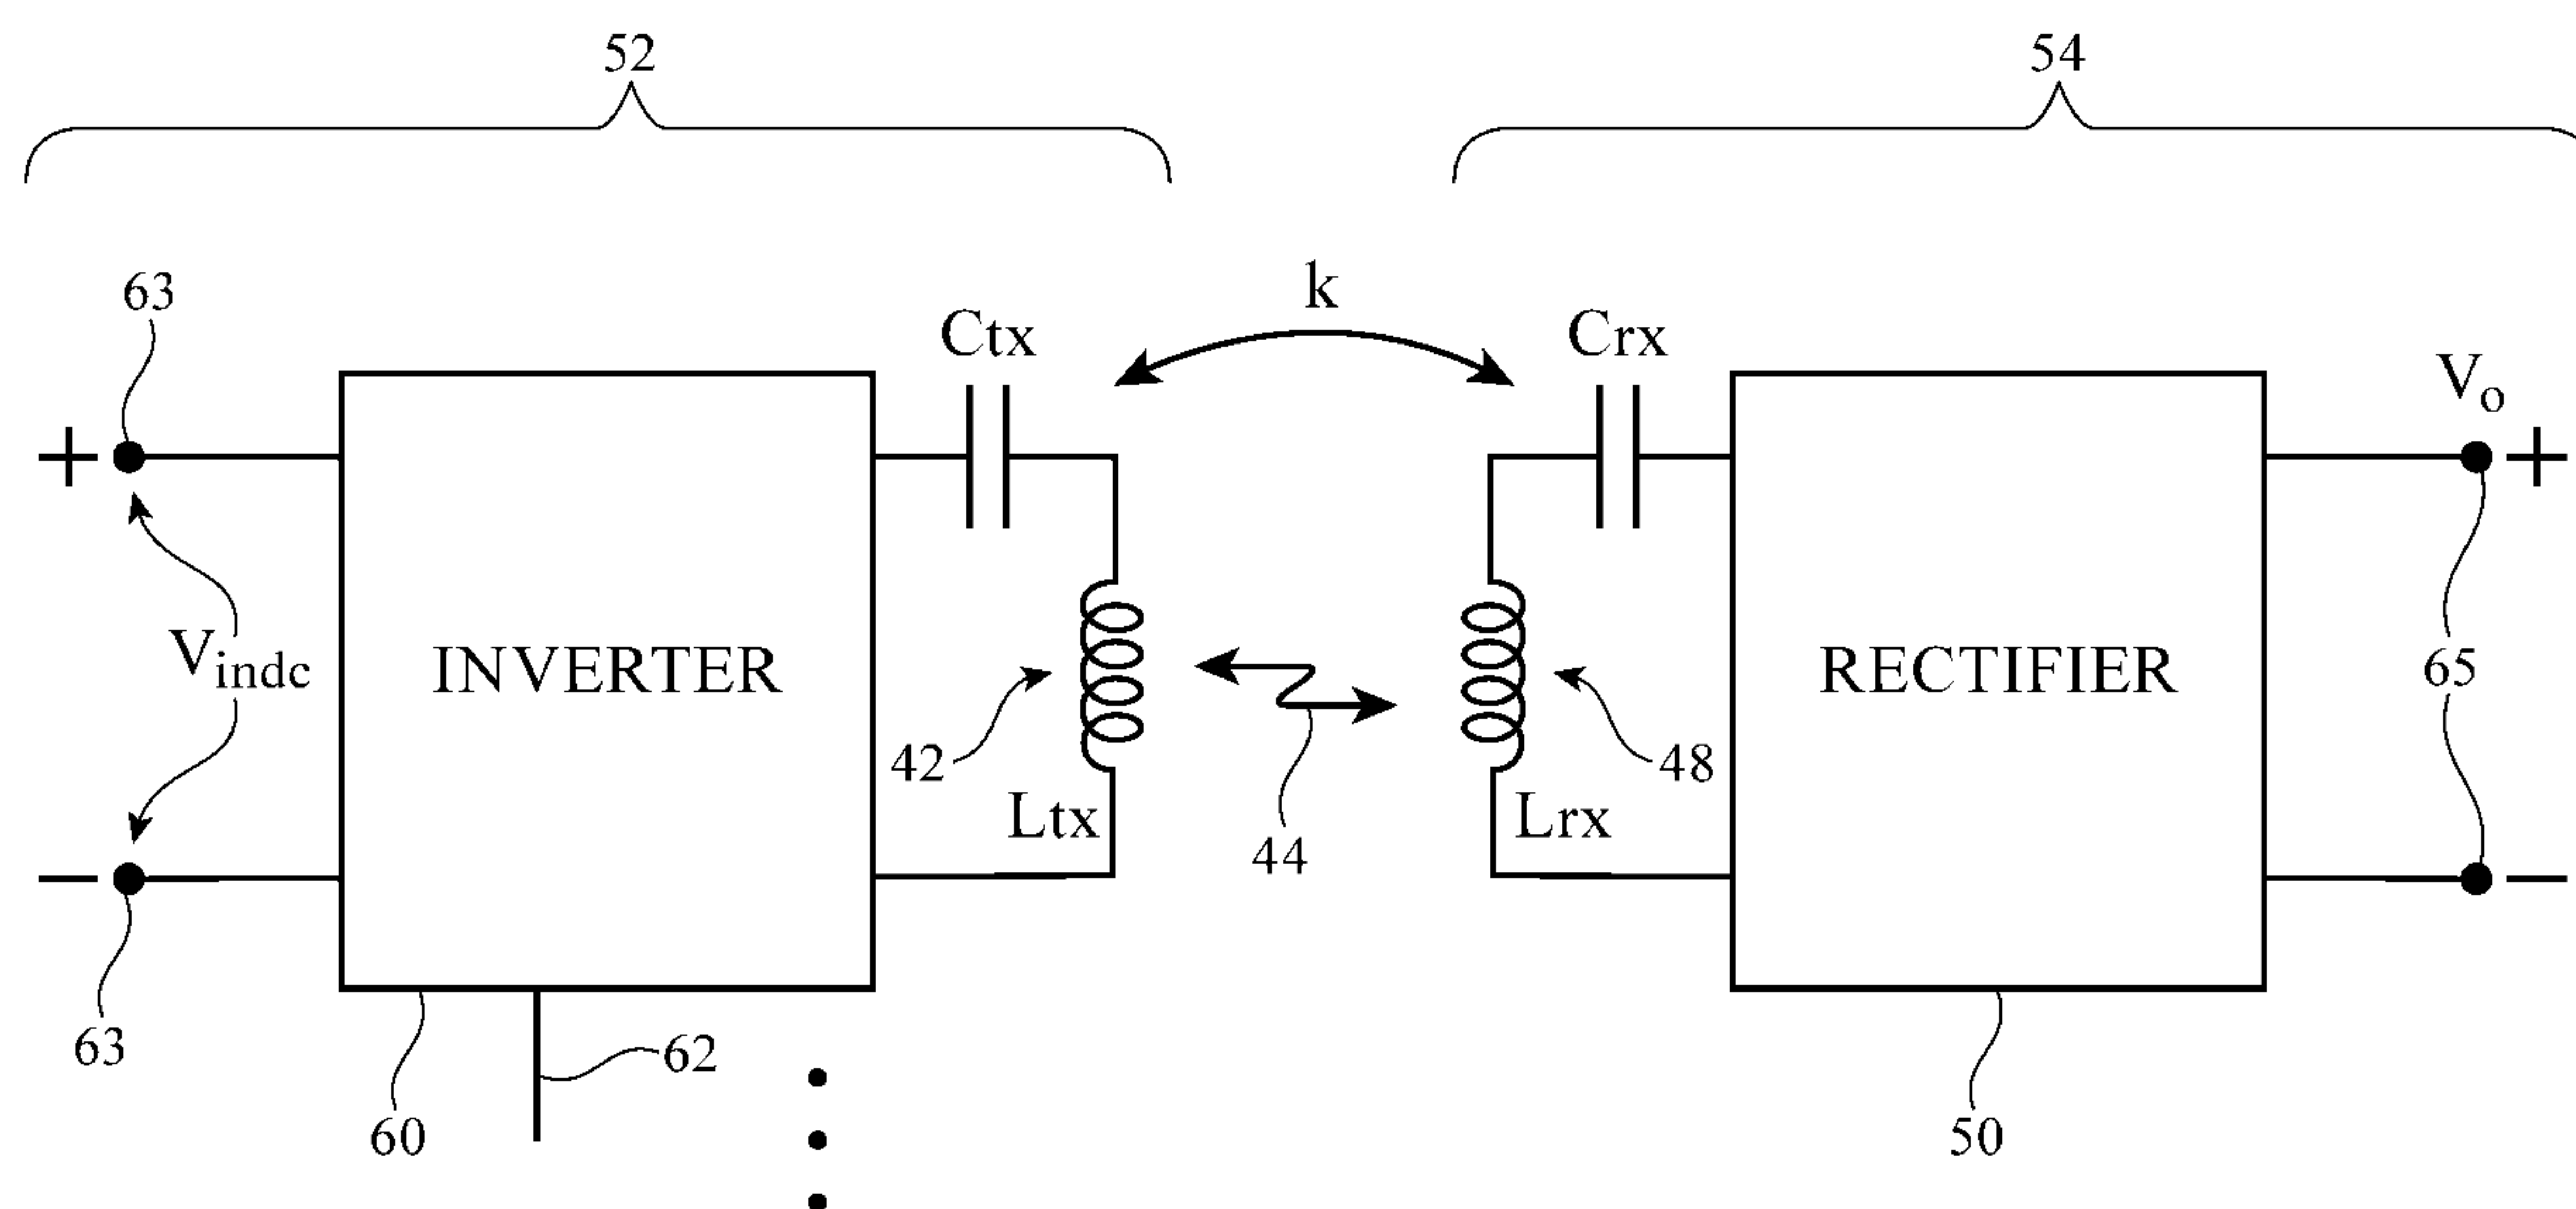 52 54
63 k
Ctx Crx
Vo
+ +
Vindc INVERTER RECTIFIER 65
42 48
Ltx Lrx
44
− −
63 62
60 50